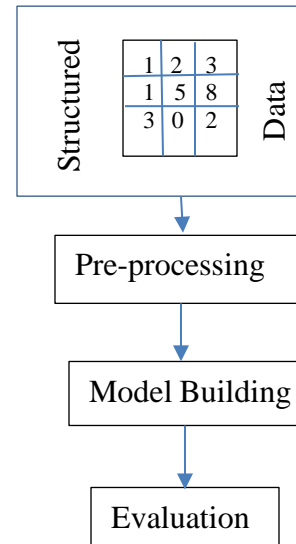 Structured
1 2 3
1 5 8
3 0 2
Data
Pre-processing
Model Building
Evaluation